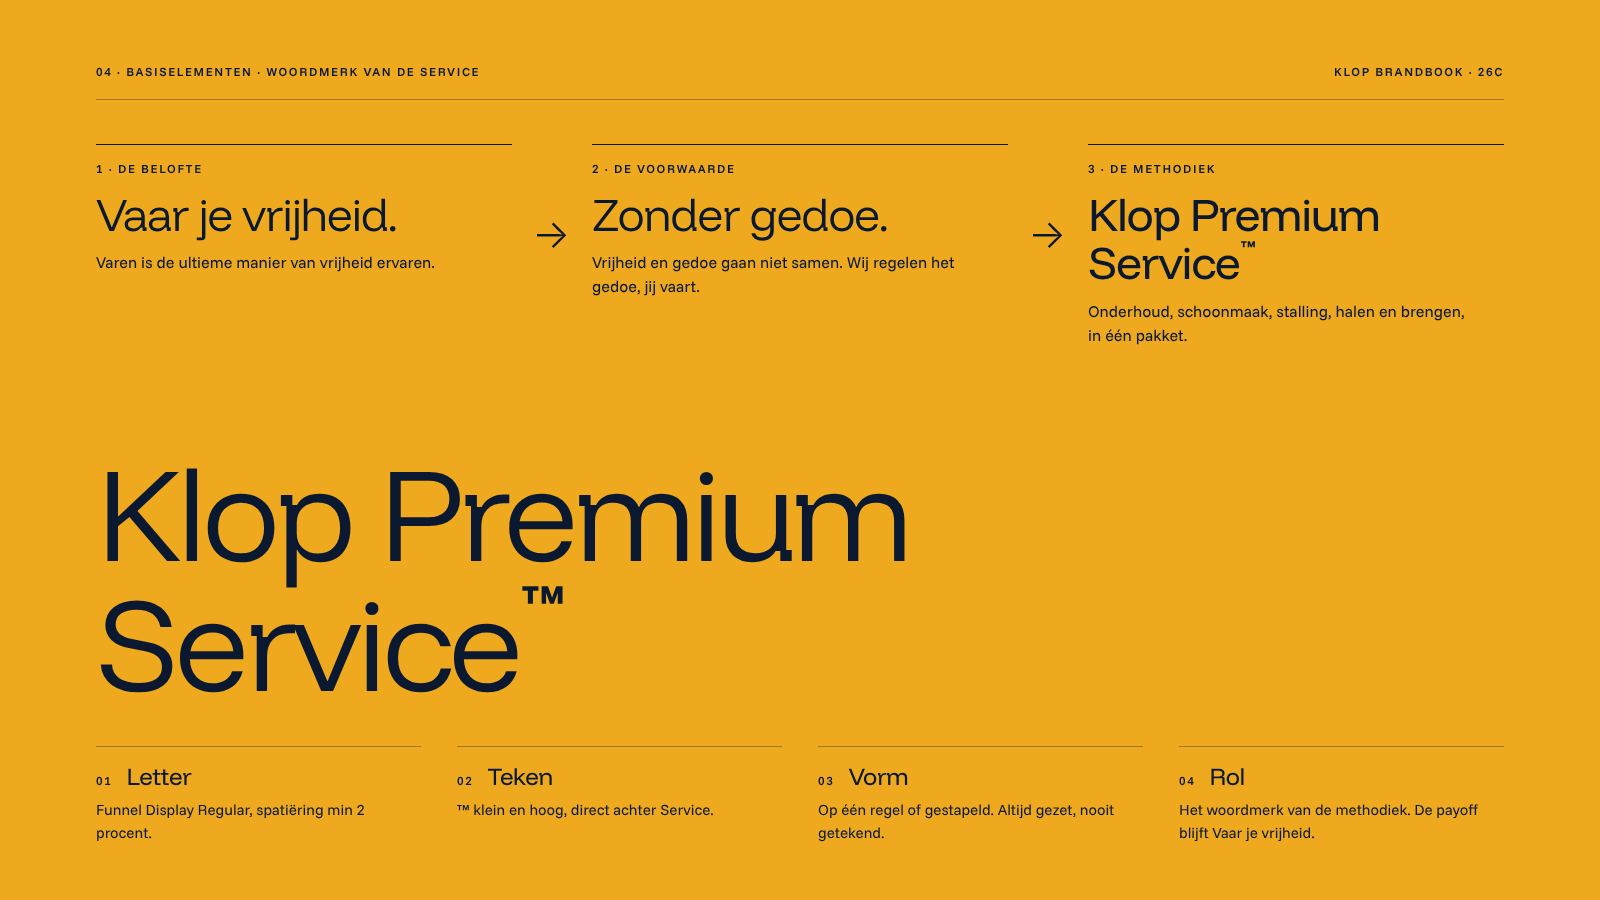 04 · BASISELEMENTEN · WOORDMERK VAN DE SERVICE
KLOP BRANDBOOK · 26C
1 · DE BELOFTE
Vaar je vrijheid.
Varen is de ultieme manier van vrijheid ervaren.
→
2 · DE VOORWAARDE
Zonder gedoe.
Vrijheid en gedoe gaan niet samen. Wij regelen het
gedoe, jij vaart.
→
3 · DE METHODIEK
Klop Premium
Service™
Onderhoud, schoonmaak, stalling, halen en brengen,
in één pakket.
Klop Premium
Service™
01 Letter
Funnel Display Regular, spatiëring min 2
procent.
02 Teken
™ klein en hoog, direct achter Service.
03 Vorm
Op één regel of gestapeld. Altijd gezet, nooit
getekend.
04 Rol
Het woordmerk van de methodiek. De payoff
blijft Vaar je vrijheid.